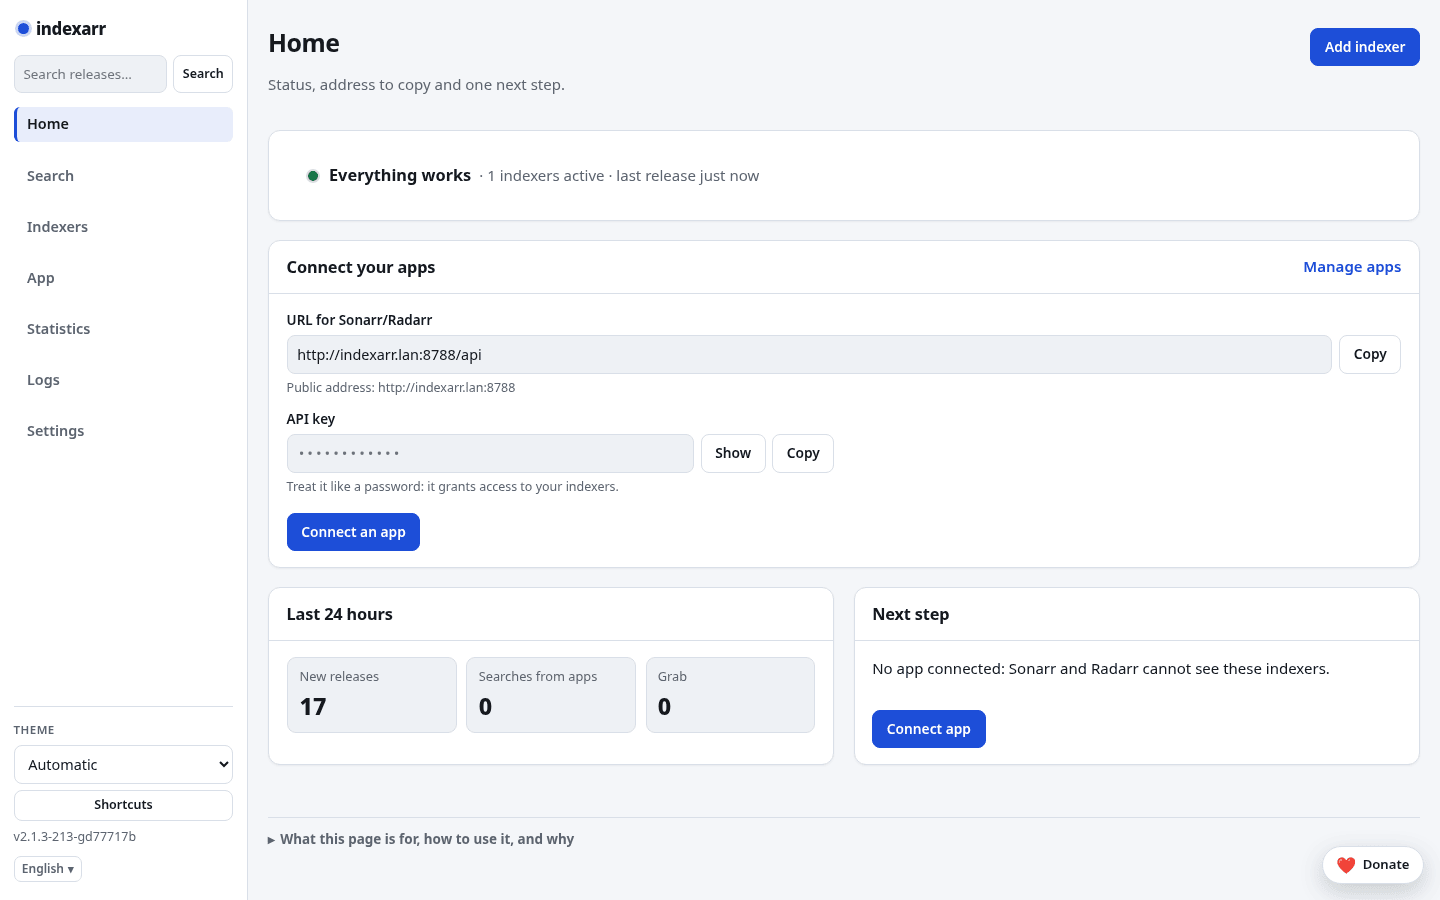 indexarr
Search releases...
Search
Home
Search
Indexers
App
Statistics
Logs
Settings
THEME
Automatic
Shortcuts
v2.1.3-213-gd77717b
English ▾
Home
Add indexer
Status, address to copy and one next step.
Everything works · 1 indexers active · last release just now
Connect your apps
Manage apps
URL for Sonarr/Radarr
http://indexarr.lan:8788/api
Copy
Public address: http://indexarr.lan:8788
API key
••••••••••••
Show
Copy
Treat it like a password: it grants access to your indexers.
Connect an app
Last 24 hours
New releases
17
Searches from apps
0
Grab
0
Next step
No app connected: Sonarr and Radarr cannot see these indexers.
Connect app
▸ What this page is for, how to use it, and why
❤️ Donate